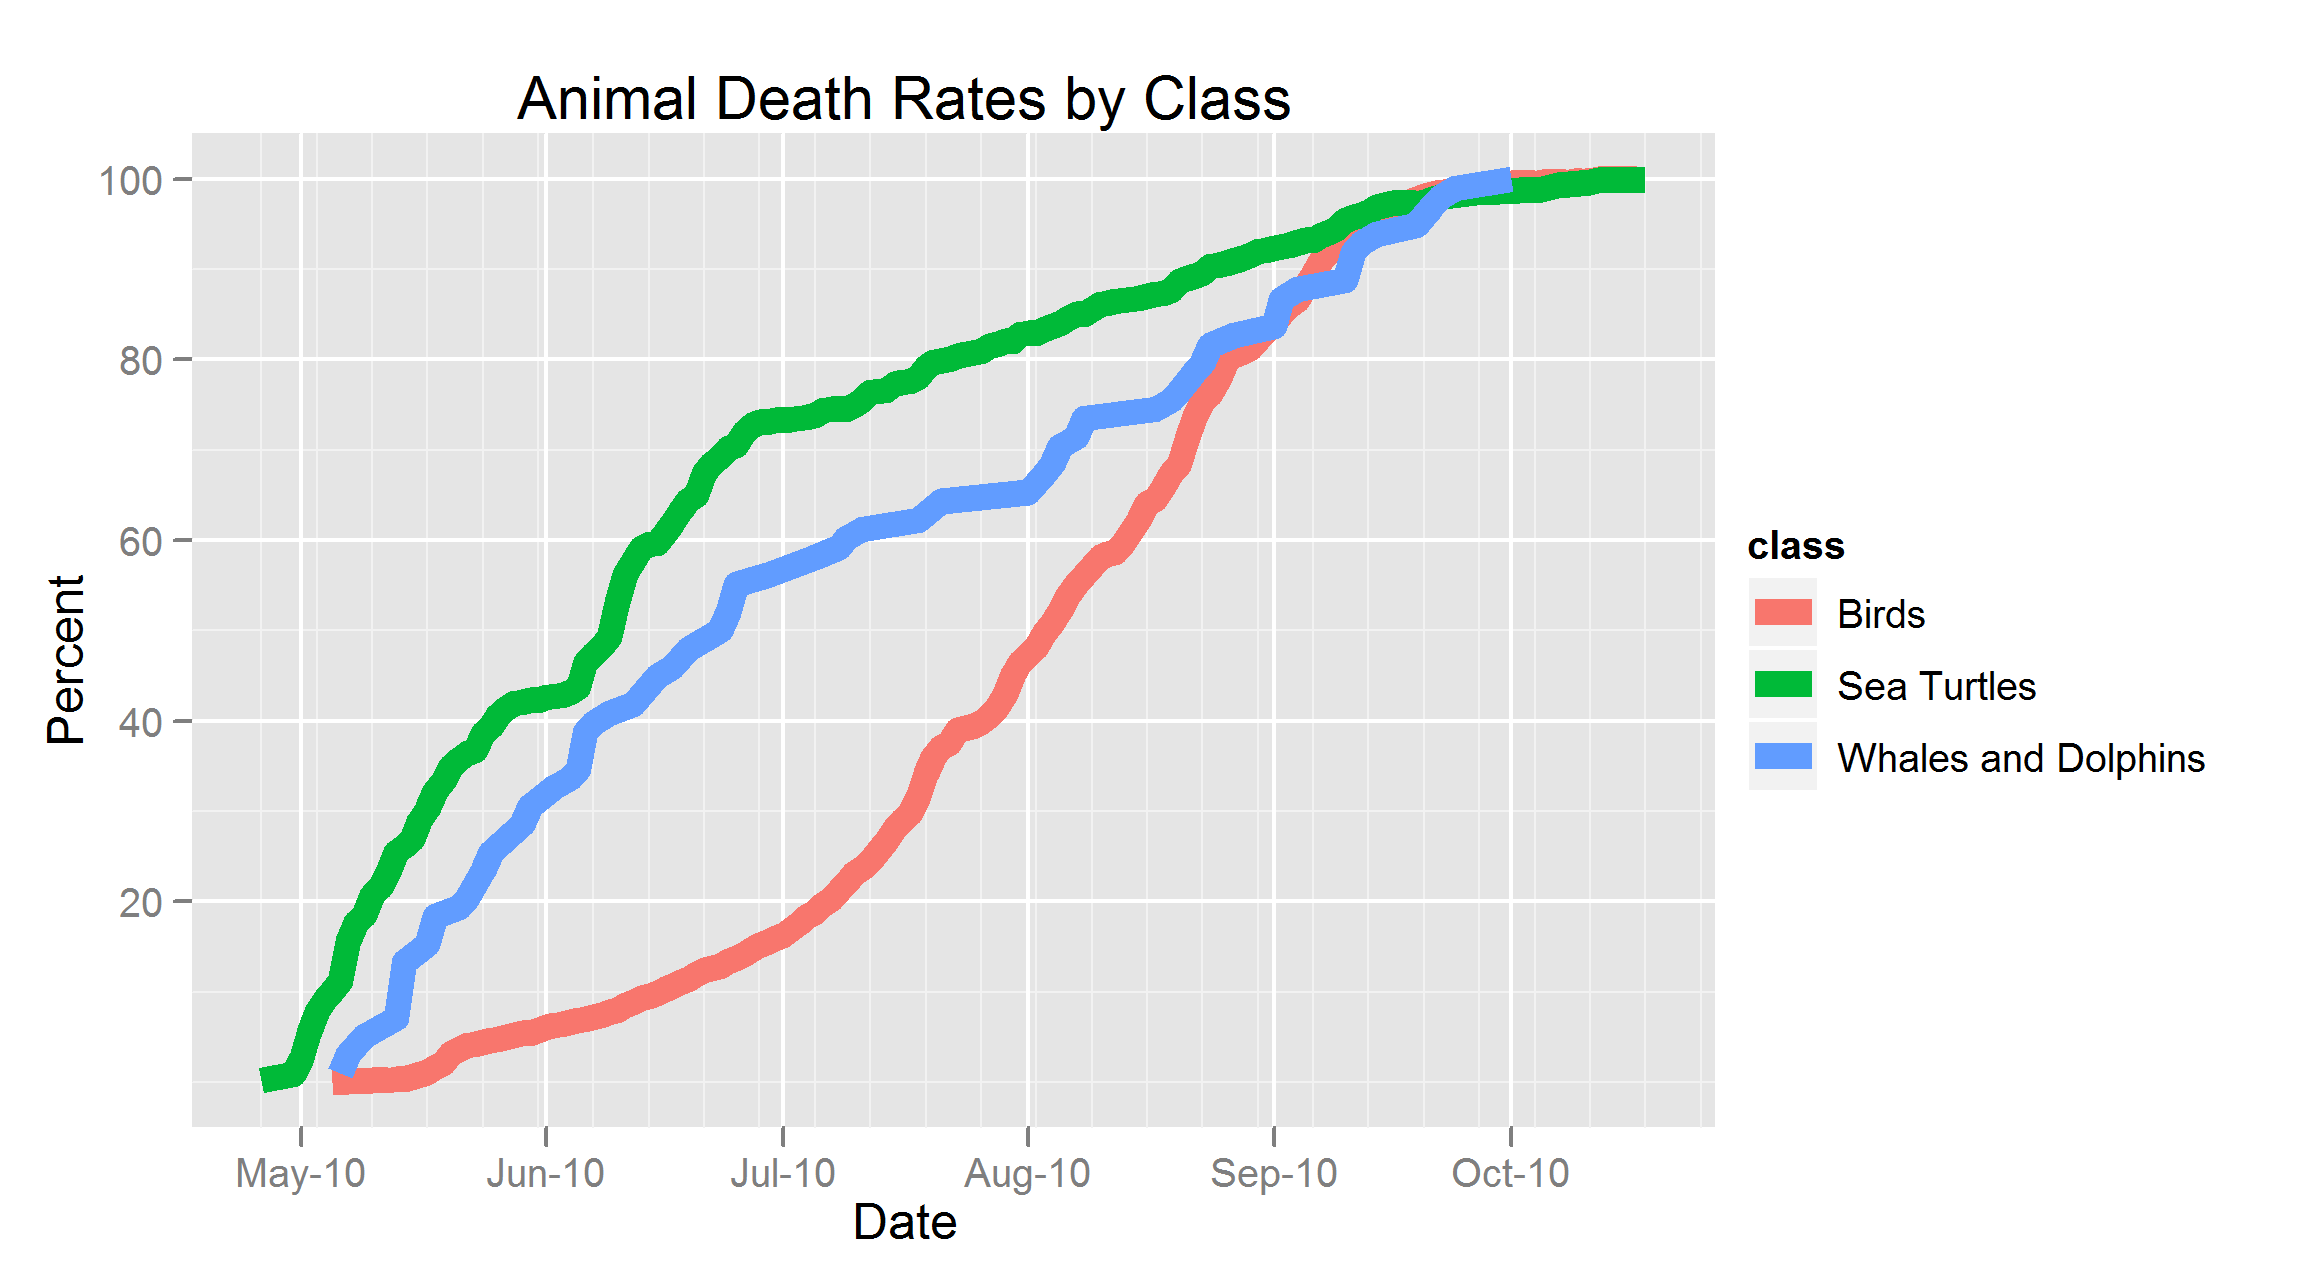 Animal Death Rates by Class
Percent
100
80
60
40
20
May-10 Jun-10 Jul-10 Aug-10 Sep-10 Oct-10
Date
class
Birds
Sea Turtles
Whales and Dolphins